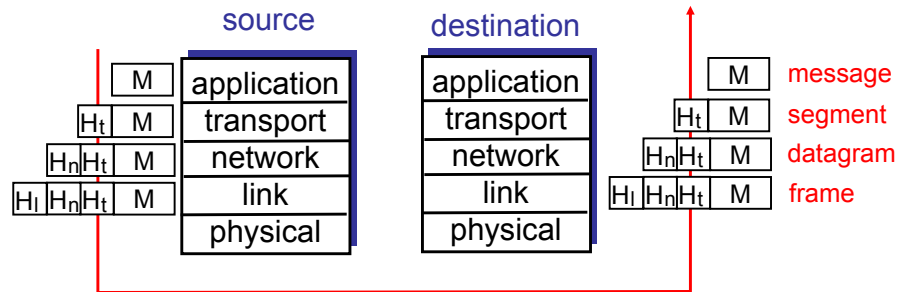 source destination
M application application M message
Ht M transport transport Ht M segment
Hn Ht M network network Hn Ht M datagram
Hl Hn Ht M link link Hl Hn Ht M frame
physical physical